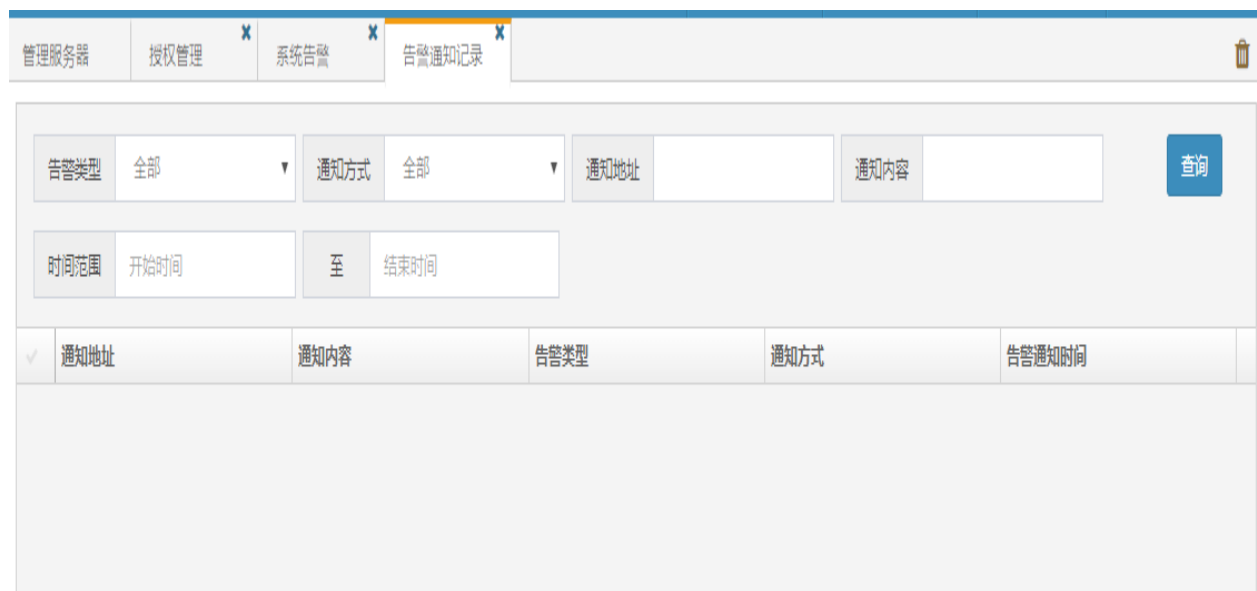 管理服务器 授权管理 系统告警 告警通知记录
告警类型 全部 通知方式 全部 通知地址 通知内容 查询
时间范围 开始时间 至 结束时间
通知地址 通知内容 告警类型 通知方式 告警通知时间